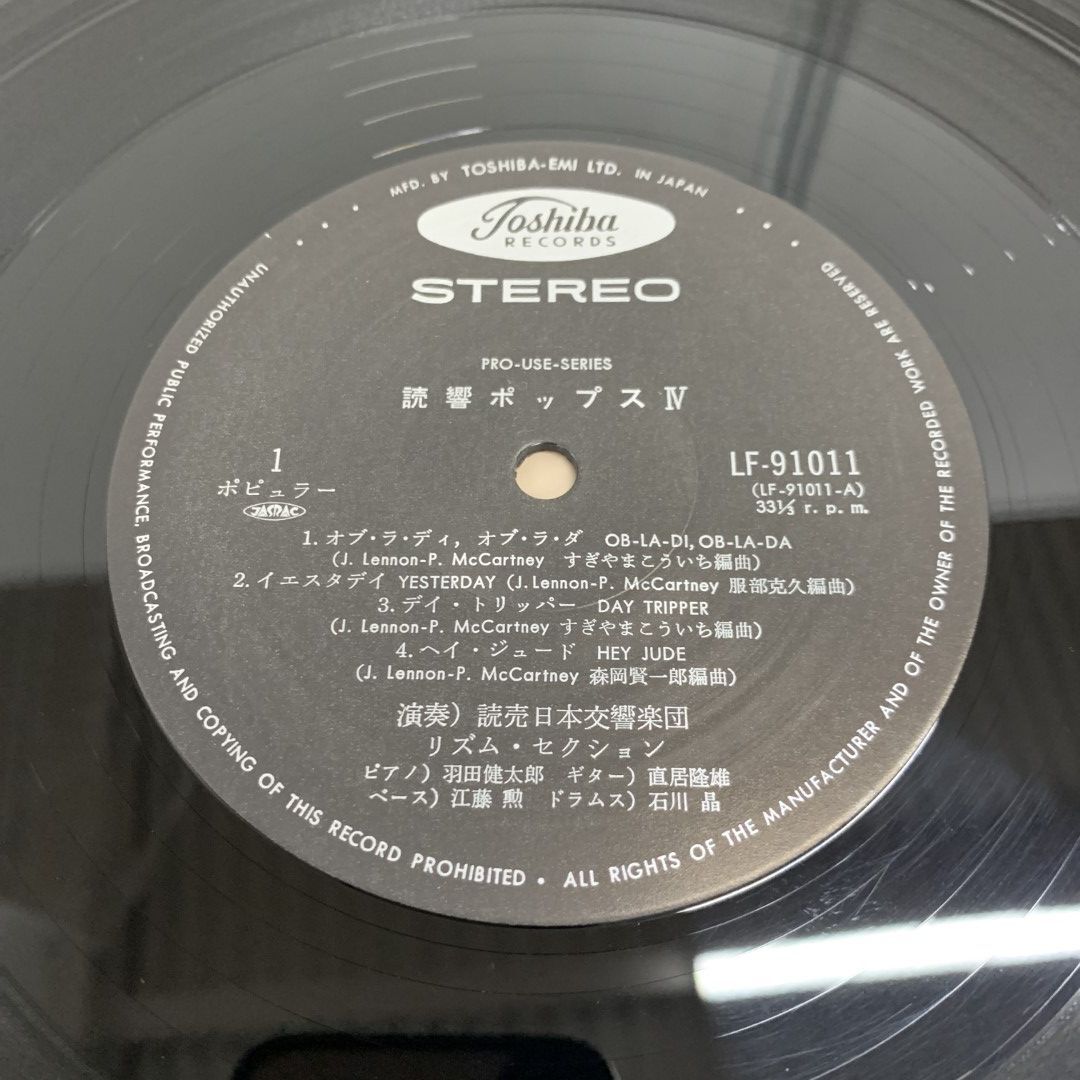 MFD. BY TOSHIBA-EMI LTD. IN JAPAN
Toshiba
RECORDS
STEREO
PRO-USE-SERIES
読響ポップスⅣ
1
ポピュラー
JASRAC
LF-91011
(LF-91011-A)
33⅓ r. p. m.
1. オブ・ラ・ディ, オブ・ラ・ダ OB-LA-DI, OB-LA-DA
(J. Lennon-P. McCartney すぎやまこういち編曲)
2. イエスタデイ YESTERDAY (J. Lennon-P. McCartney 服部克久編曲)
3. デイ・トリッパー DAY TRIPPER
(J. Lennon-P. McCartney すぎやまこういち編曲)
4. ヘイ・ジュード HEY JUDE
(J. Lennon-P. McCartney 森岡賢一郎編曲)
演奏) 読売日本交響楽団
リズム・セクション
ピアノ) 羽田健太郎 ギター) 直居隆雄
ベース) 江藤 勲 ドラムス) 石川 晶
UNAUTHORIZED PUBLIC PERFORMANCE, BROADCASTING AND COPYING OF THIS RECORD PROHIBITED • ALL RIGHTS OF THE MANUFACTURER AND OF THE OWNER OF THE RECORDED WORK ARE RESERVED